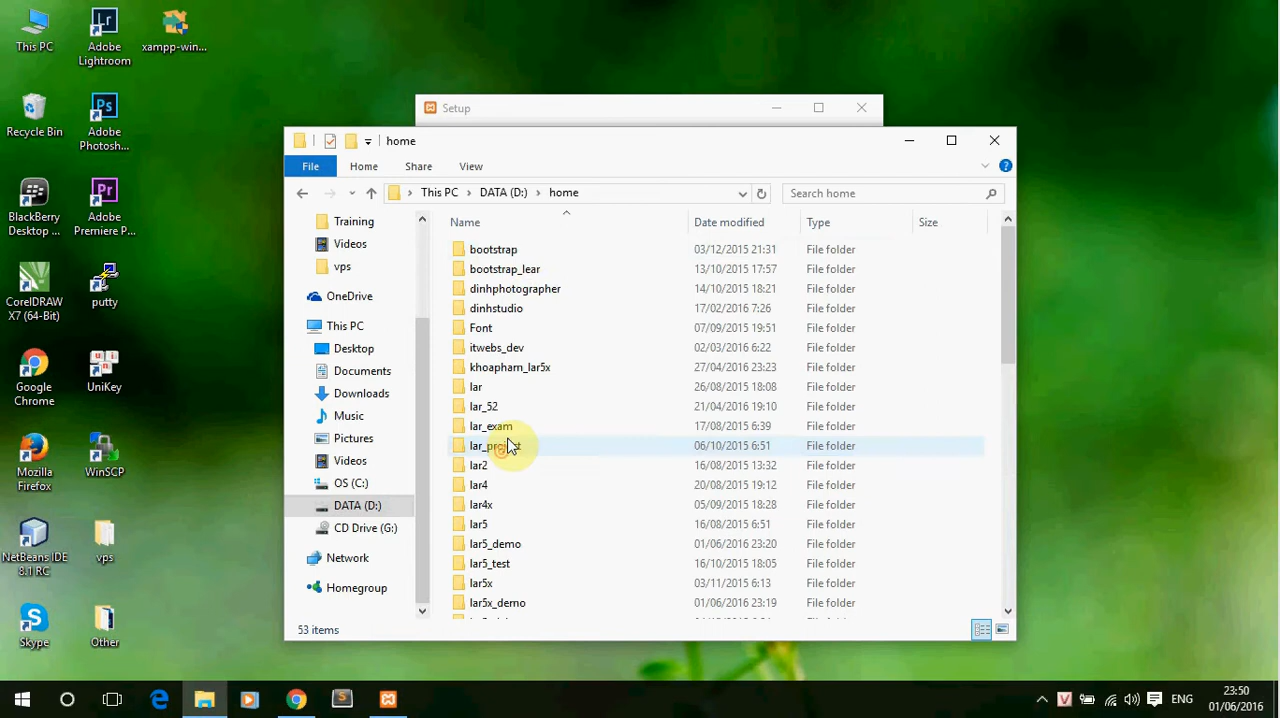 This PC
Adobe
Lightroom
xampp-win...
Recycle Bin
Adobe
Photosh...
BlackBerry
Desktop ...
Adobe
Premiere P...
CorelDRAW
X7 (64-Bit)
putty
Google
Chrome
UniKey
Mozilla
Firefox
WinSCP
NetBeans IDE
8.1 RC
vps
Skype
Other
Setup
home
File Home Share View
This PC DATA (D:) home
Search home
Training
Videos
vps
OneDrive
This PC
Desktop
Documents
Downloads
Music
Pictures
Videos
OS (C:)
DATA (D:)
CD Drive (G:)
Network
Homegroup
Name Date modified Type Size
bootstrap 03/12/2015 21:31 File folder
bootstrap_lear 13/10/2015 17:57 File folder
dinhphotographer 14/10/2015 18:21 File folder
dinhstudio 17/02/2016 7:26 File folder
Font 07/09/2015 19:51 File folder
itwebs_dev 02/03/2016 6:22 File folder
khoapham_lar5x 27/04/2016 23:23 File folder
lar 26/08/2015 18:08 File folder
lar_52 21/04/2016 19:10 File folder
lar_exam 17/08/2015 6:39 File folder
06/10/2015 6:51 File folder
lar2 16/08/2015 13:32 File folder
lar4 20/08/2015 19:12 File folder
lar4x 05/09/2015 18:28 File folder
lar5 16/08/2015 6:51 File folder
lar5_demo 01/06/2016 23:20 File folder
lar5_test 16/10/2015 18:05 File folder
lar5x 03/11/2015 6:13 File folder
lar5x_demo 01/06/2016 23:19 File folder
53 items
ENG
23:50
01/06/2016